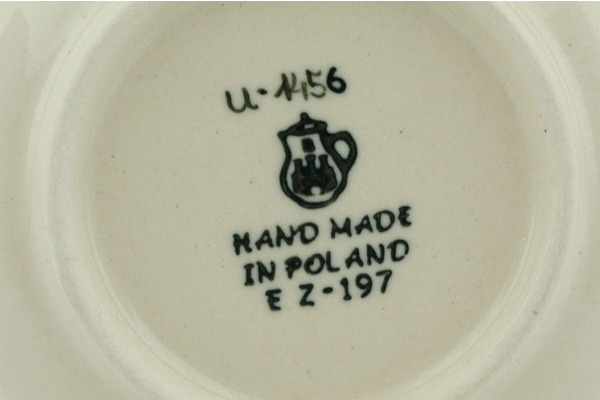 U-1456
HAND MADE
IN POLAND
E Z-197